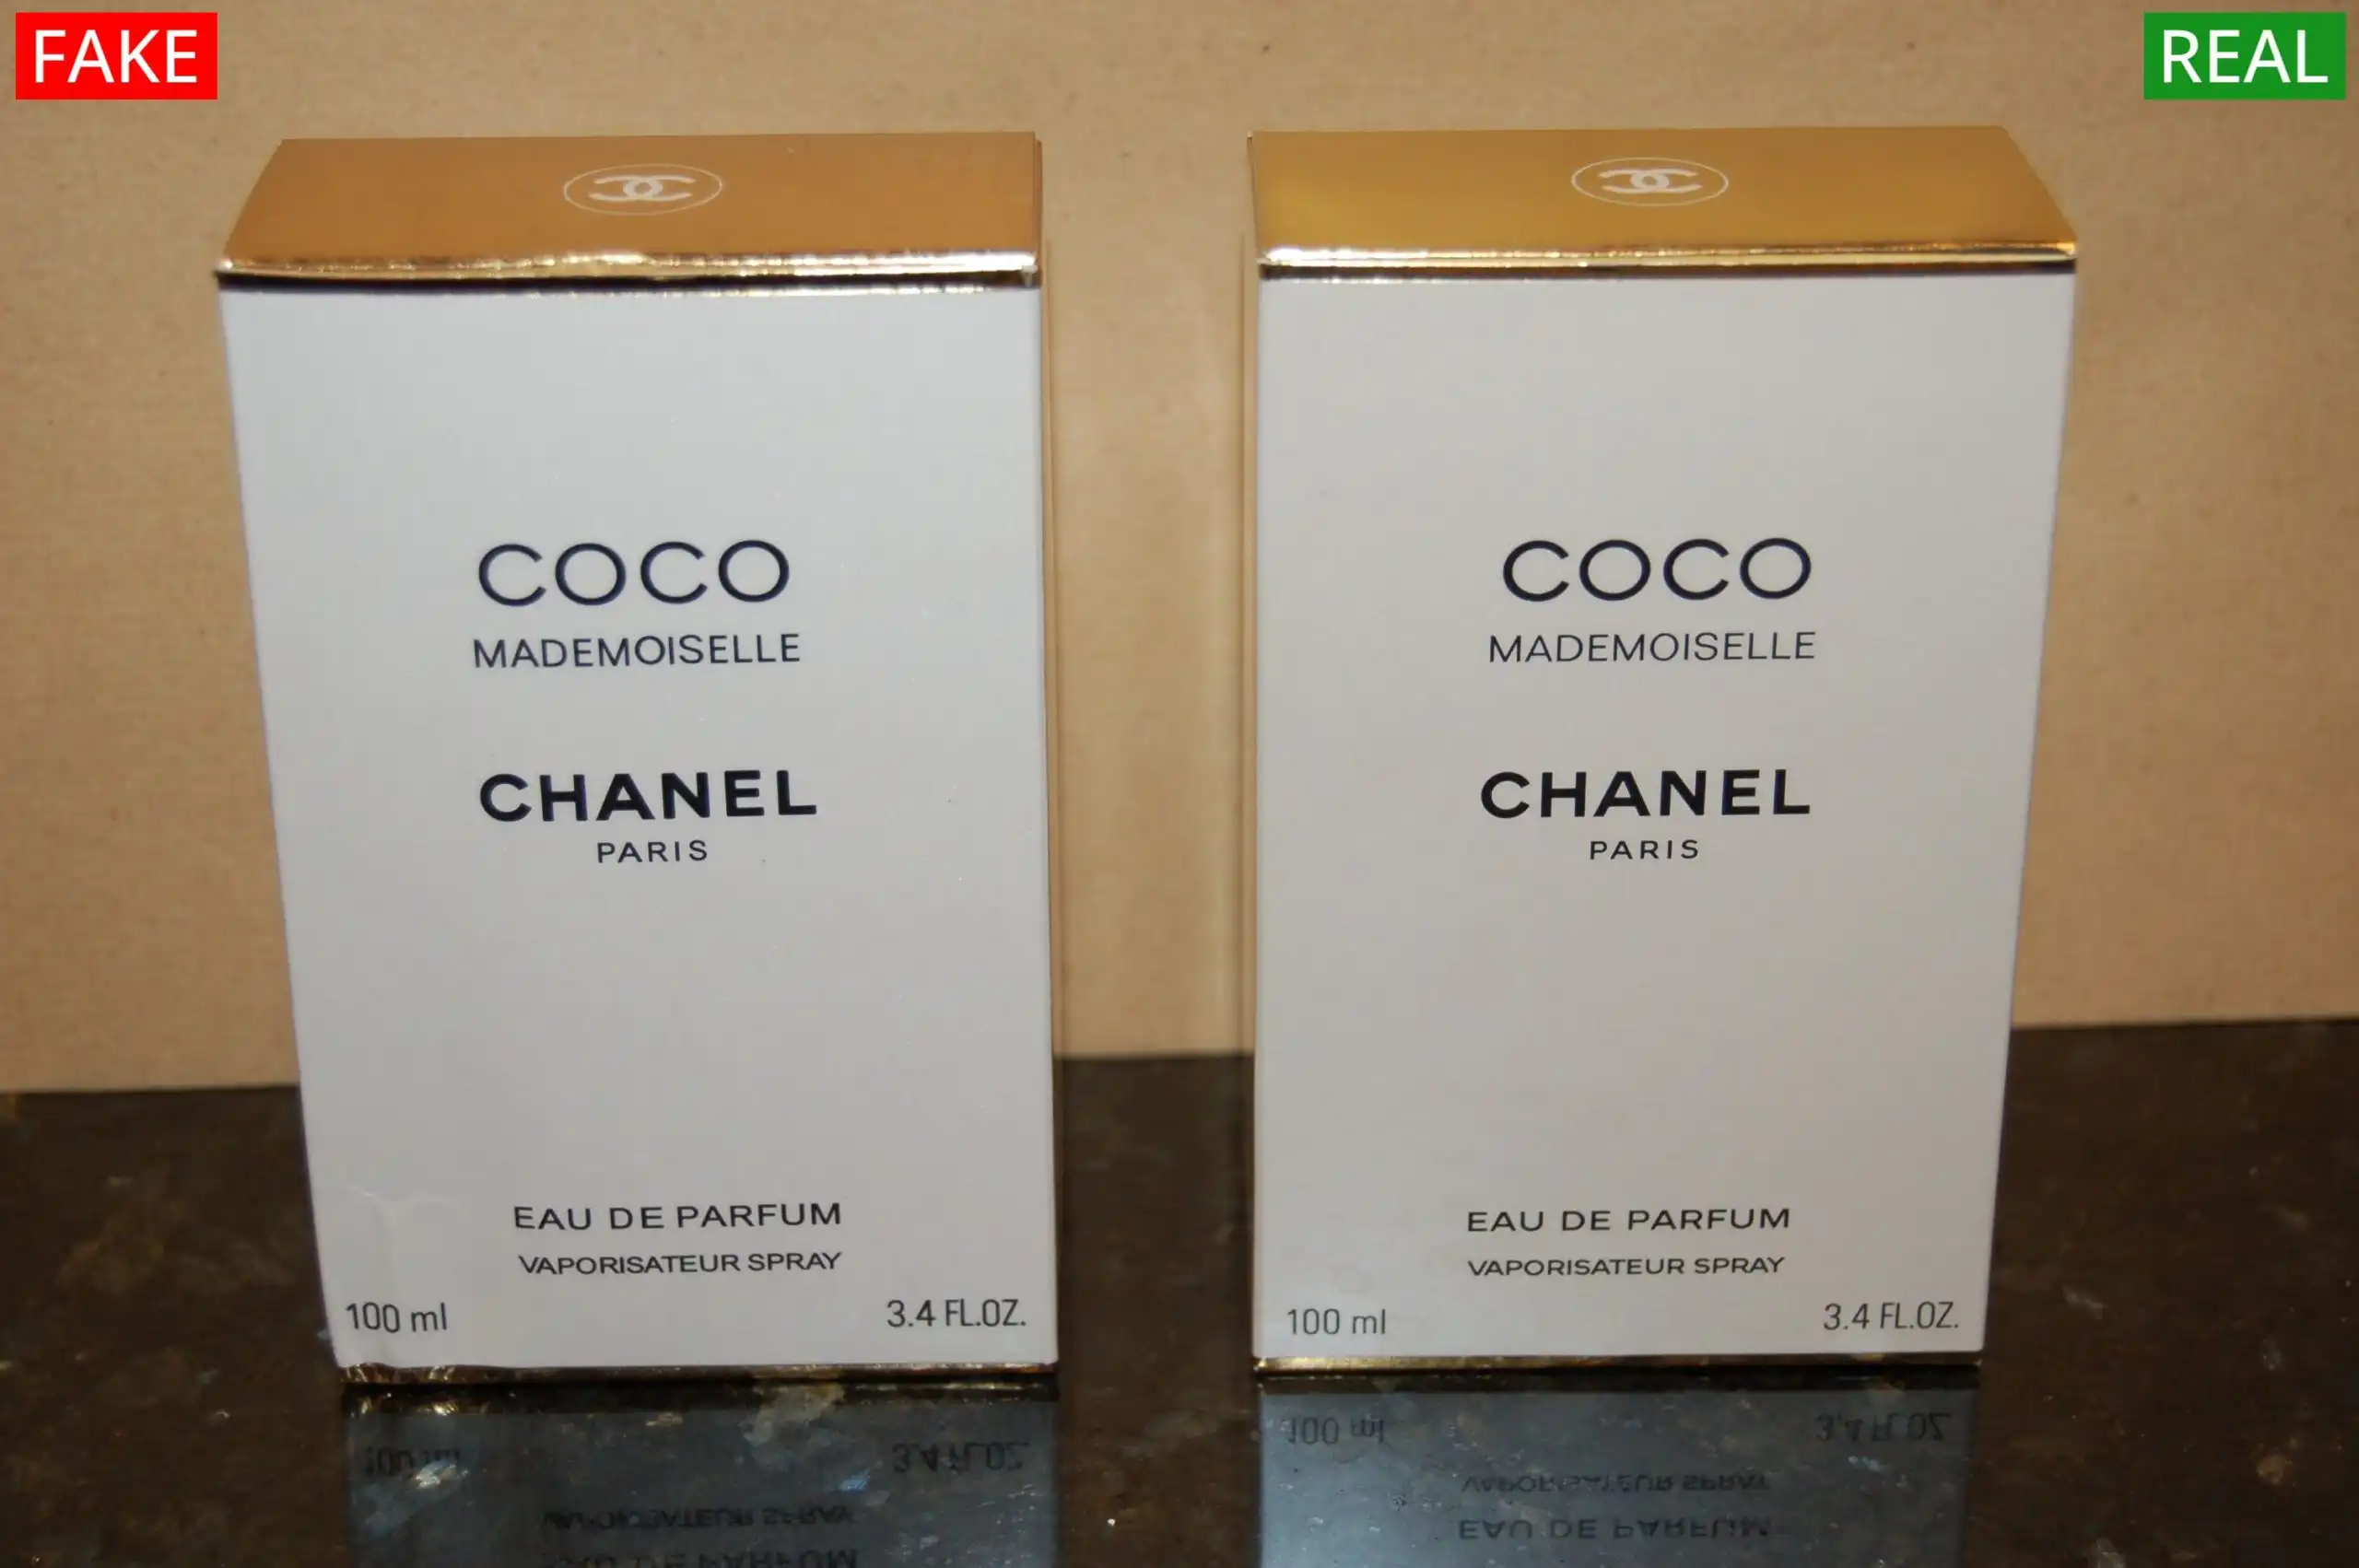 FAKE
REAL
COCO
MADEMOISELLE
CHANEL
PARIS
EAU DE PARFUM
VAPORISATEUR SPRAY
100 ml
3.4 FL.OZ.
COCO
MADEMOISELLE
CHANEL
PARIS
EAU DE PARFUM
VAPORISATEUR SPRAY
100 ml
3.4 FL.OZ.